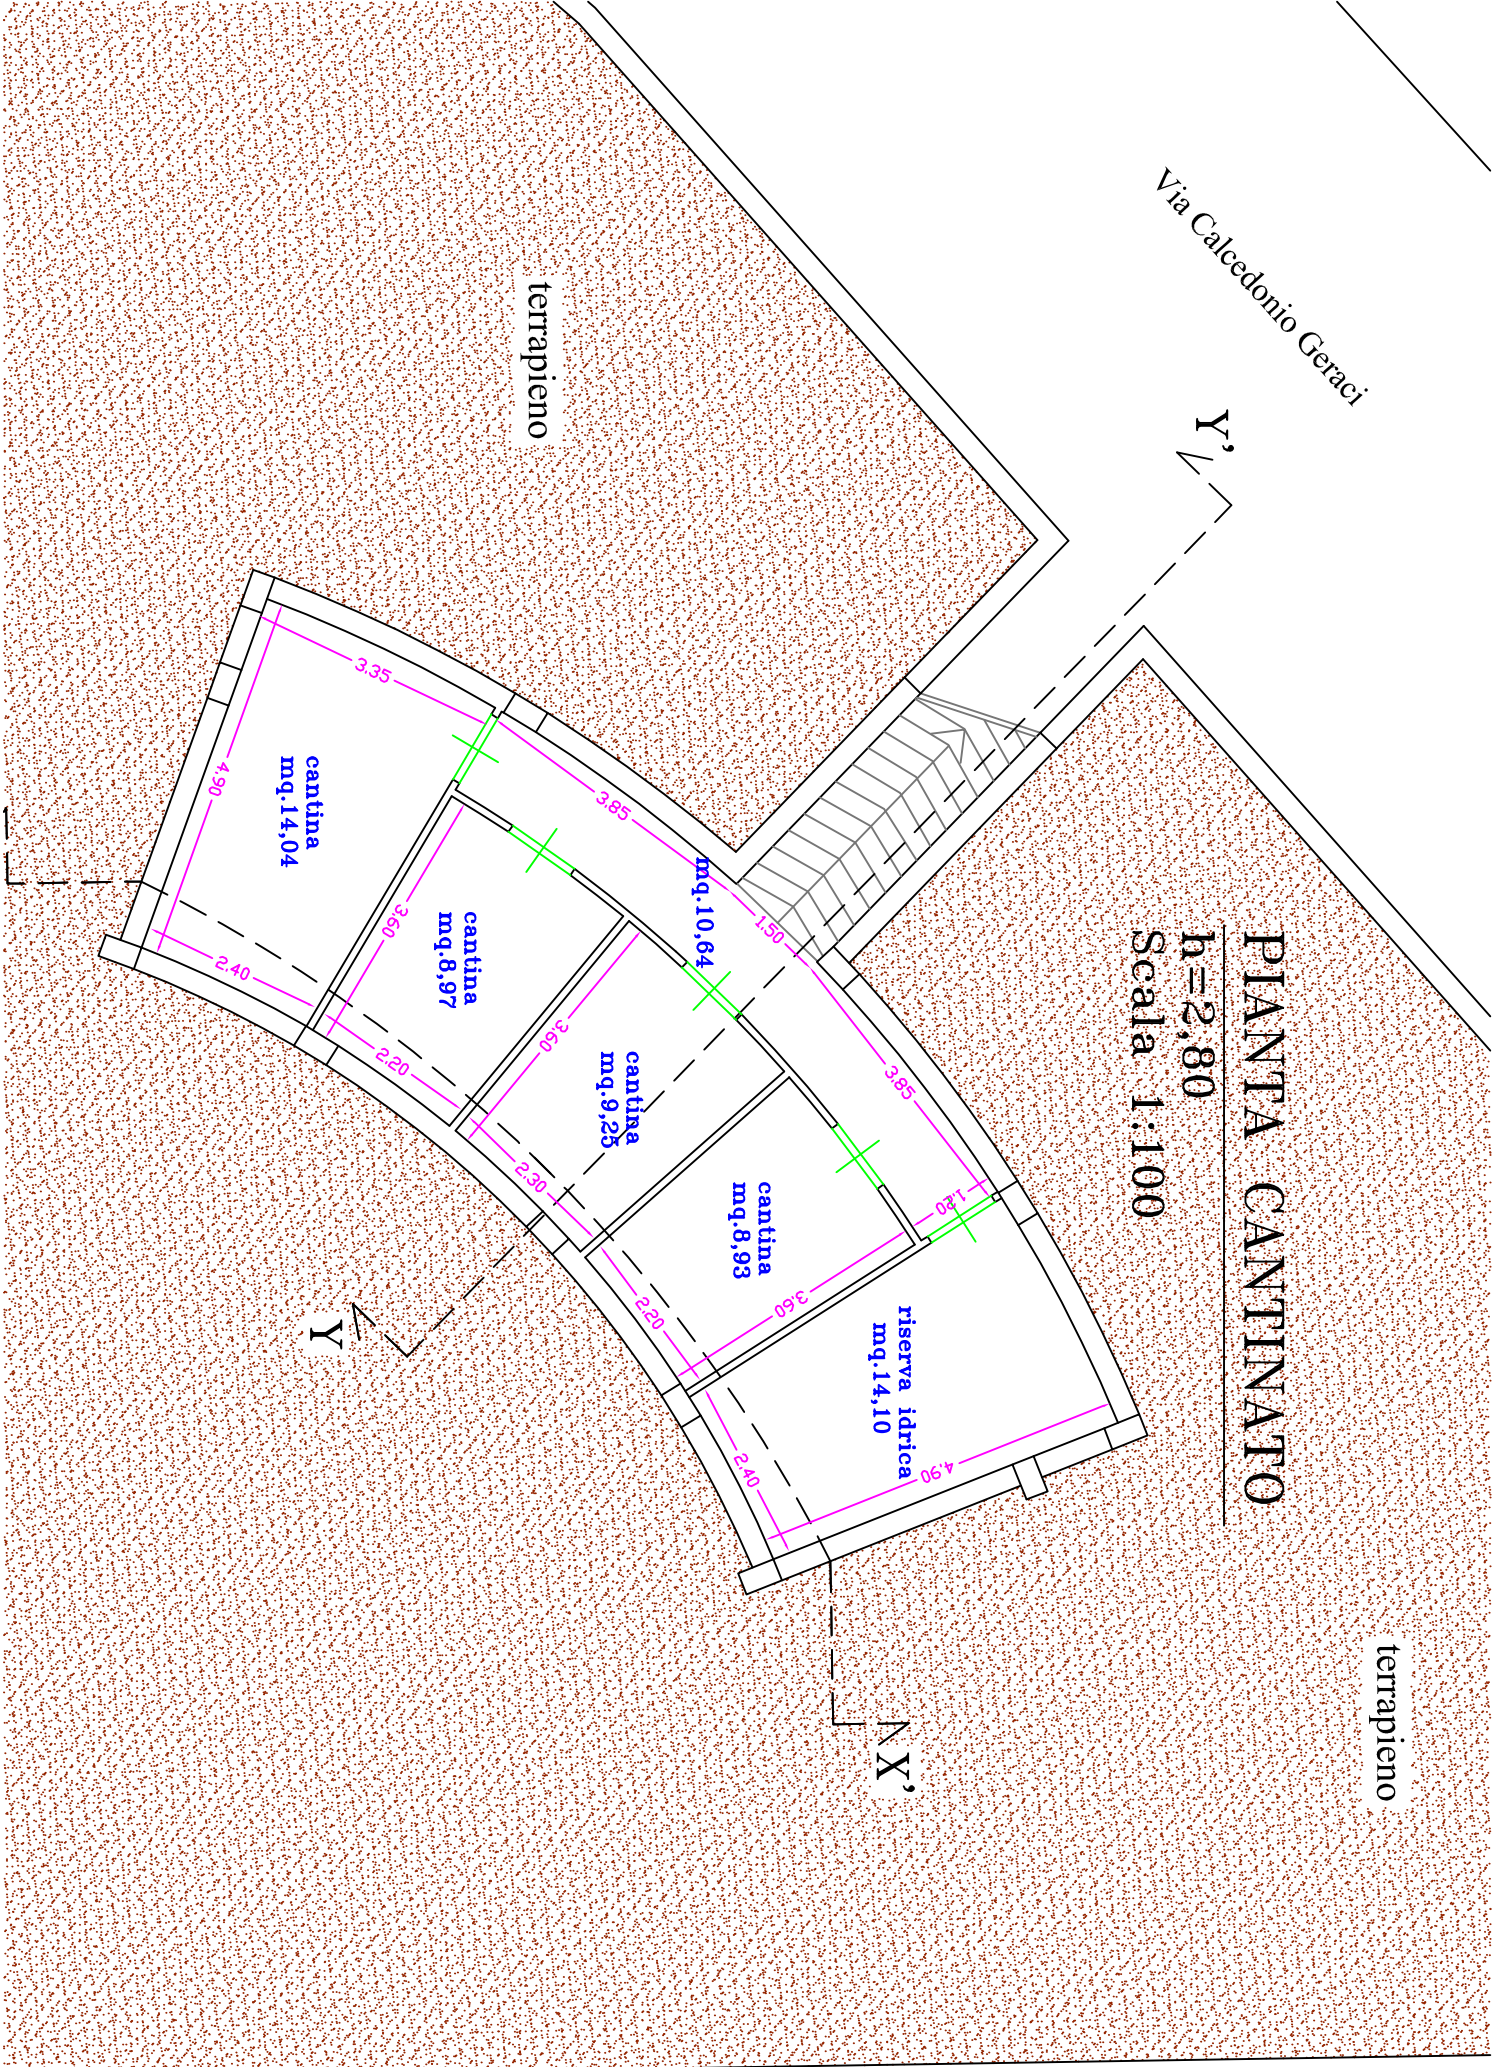 PIANTA CANTINATO
h=2,80
Scala 1:100
Via Calcedonio Geraci
Y’
terrapieno
terrapieno
X’
Y
mq.10,64
cantina
mq.14,04
cantina
mq.8,97
cantina
mq.9,25
cantina
mq.8,93
riserva idrica
mq.14,10
3.35
3.85
1.50
3.85
1.20
4.90
3.60
3.60
3.60
4.90
2.40
2.20
2.30
2.20
2.40